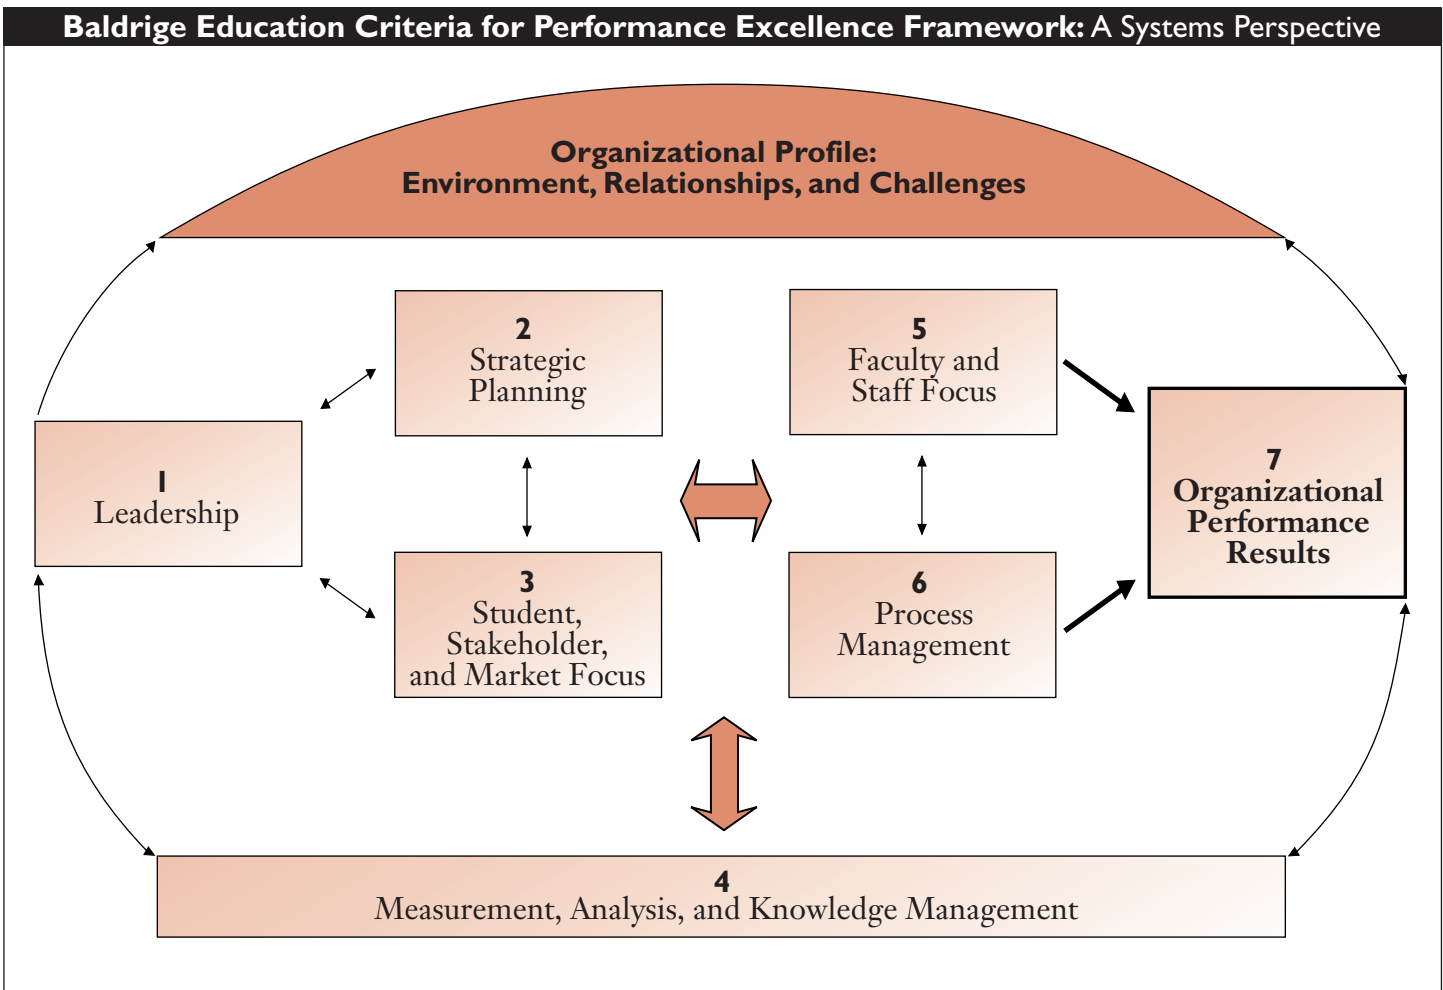 Baldrige Education Criteria for Performance Excellence Framework: A Systems Perspective
Organizational Profile:
Environment, Relationships, and Challenges
2
Strategic
Planning
5
Faculty and
Staff Focus
1
Leadership
7
Organizational
Performance
Results
3
Student,
Stakeholder,
and Market Focus
6
Process
Management
4
Measurement, Analysis, and Knowledge Management